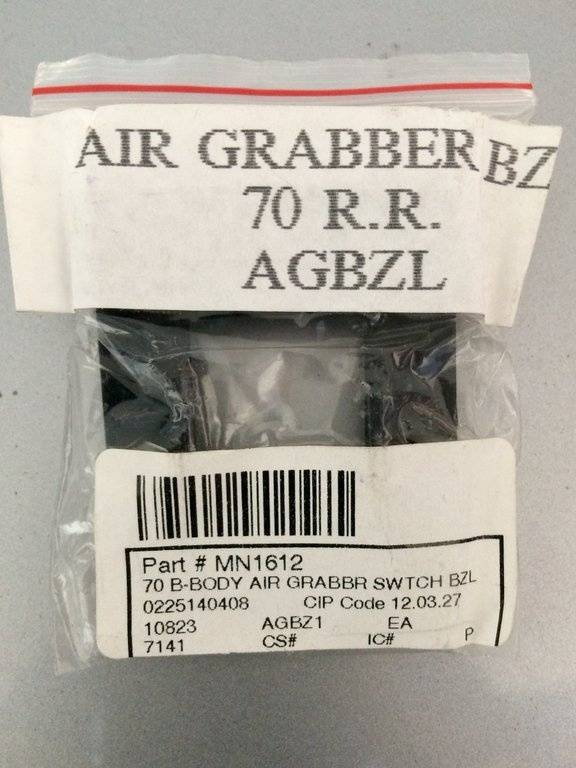 AIR GRABBER BZ
70 R.R.
AGBZL
Part # MN1612
70 B-BODY AIR GRABBR SWTCH BZL
0225140408 CIP Code 12.03.27
10823 AGBZ1 EA
7141 CS# IC# P